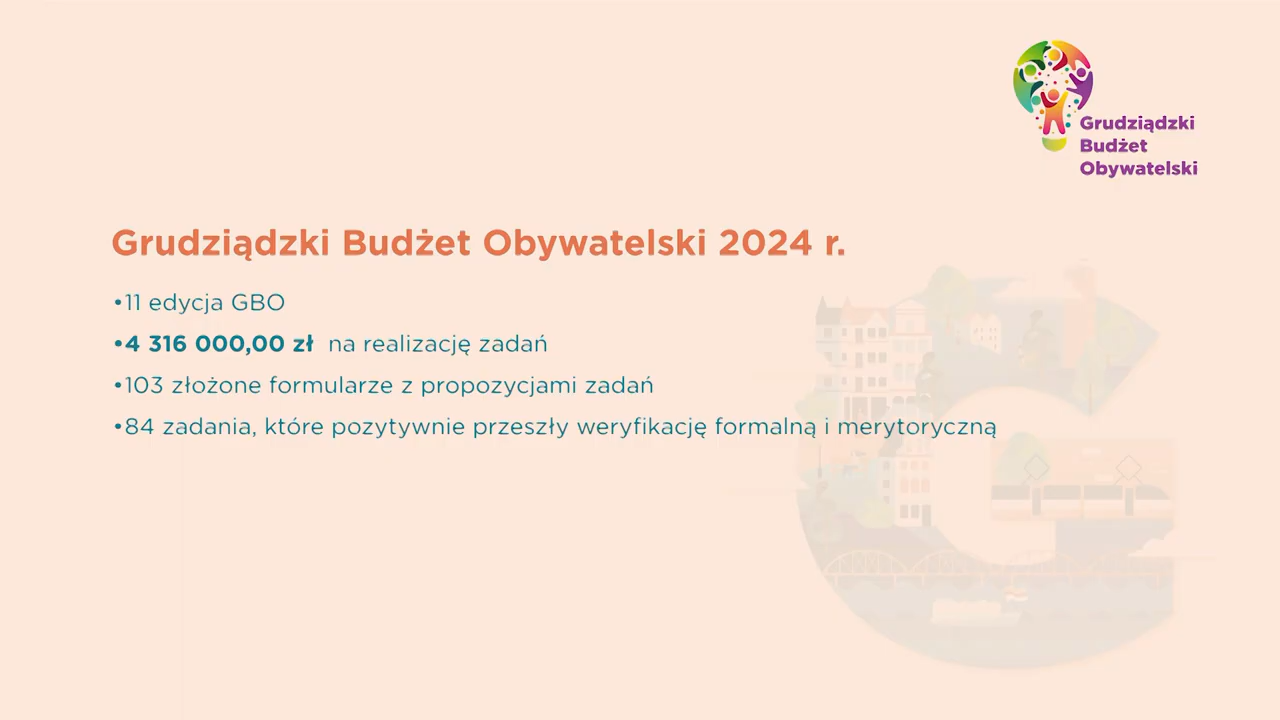 Grudziądzki
Budżet
Obywatelski
Grudziądzki Budżet Obywatelski 2024 r.
•11 edycja GBO
•4 316 000,00 zł na realizację zadań
•103 złożone formularze z propozycjami zadań
•84 zadania, które pozytywnie przeszły weryfikację formalną i merytoryczną